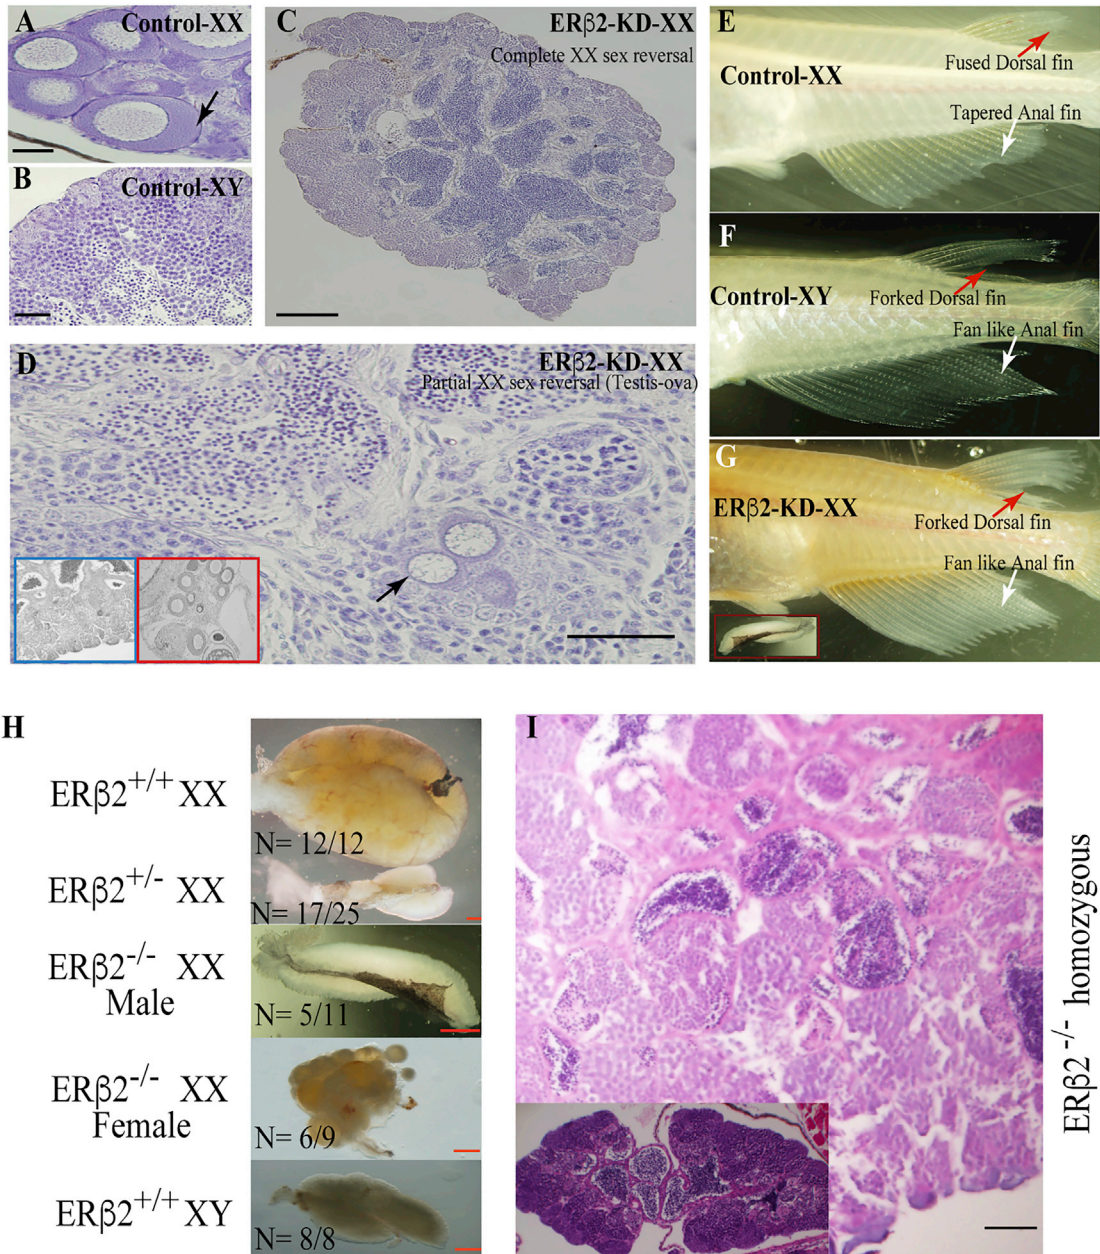 A
Control-XX
B
Control-XY
C
ERβ2-KD-XX
Complete XX sex reversal
D
ERβ2-KD-XX
Partial XX sex reversal (Testis-ova)
E
Fused Dorsal fin
Control-XX
Tapered Anal fin
F
Control-XY
Forked Dorsal fin
Fan like Anal fin
G
ERβ2-KD-XX
Forked Dorsal fin
Fan like Anal fin
H
ERβ2+/+ XX
N= 12/12
ERβ2+/- XX
N= 17/25
ERβ2-/- XX
Male
N= 5/11
ERβ2-/- XX
Female
N= 6/9
ERβ2+/+ XY
N= 8/8
I
ERβ2-/- homozygous